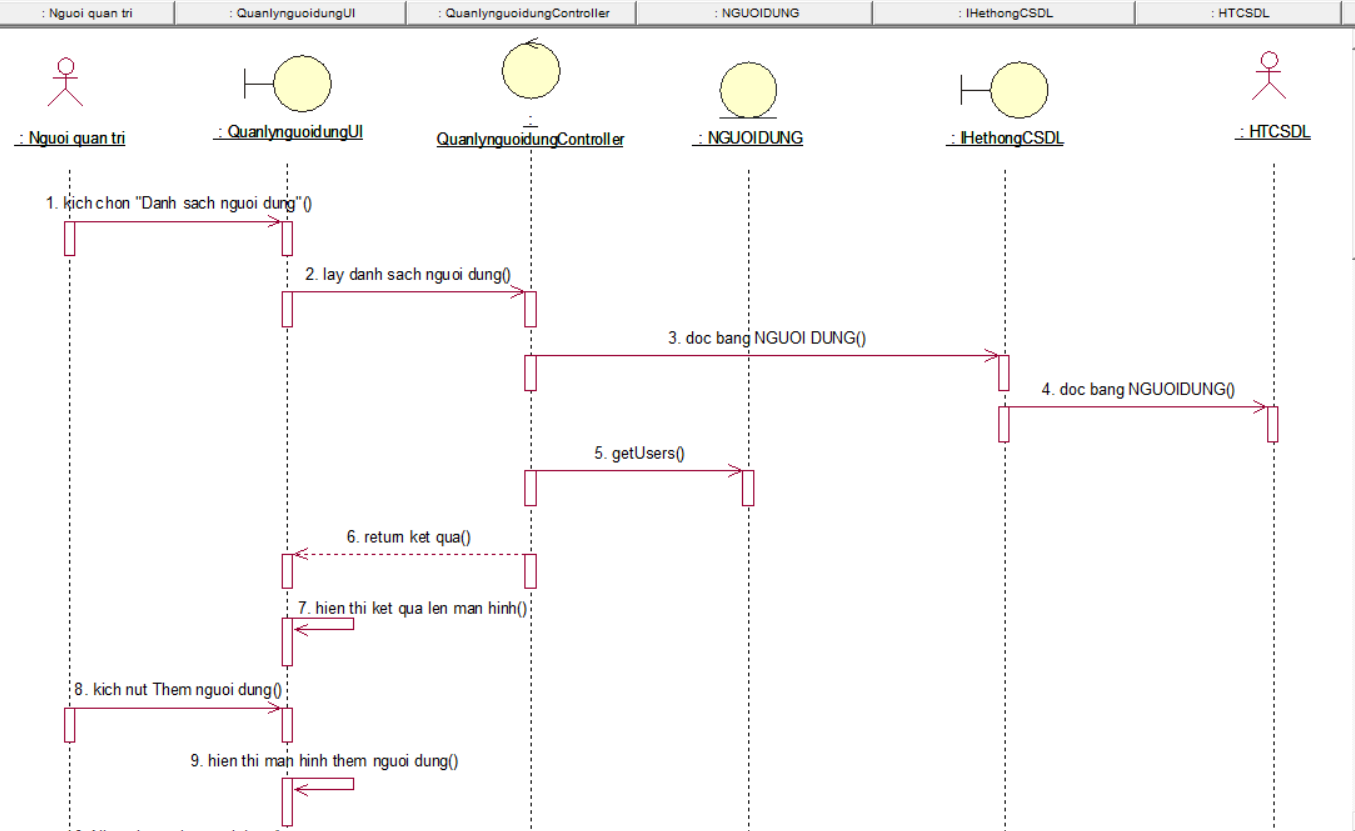 : Nguoi quan tri
: QuanlynguoidungUI
: QuanlynguoidungController
: NGUOIDUNG
: IHethongCSDL
: HTCSDL
: Nguoi quan tri
: QuanlynguoidungUI
:
QuanlynguoidungController
: NGUOIDUNG
: IHethongCSDL
: HTCSDL
1. kich chon "Danh sach nguoi dung"()
2. lay danh sach nguoi dung()
3. doc bang NGUOI DUNG()
4. doc bang NGUOIDUNG()
5. getUsers()
6. return ket qua()
7. hien thi ket qua len man hinh()
8. kich nut Them nguoi dung()
9. hien thi man hinh them nguoi dung()